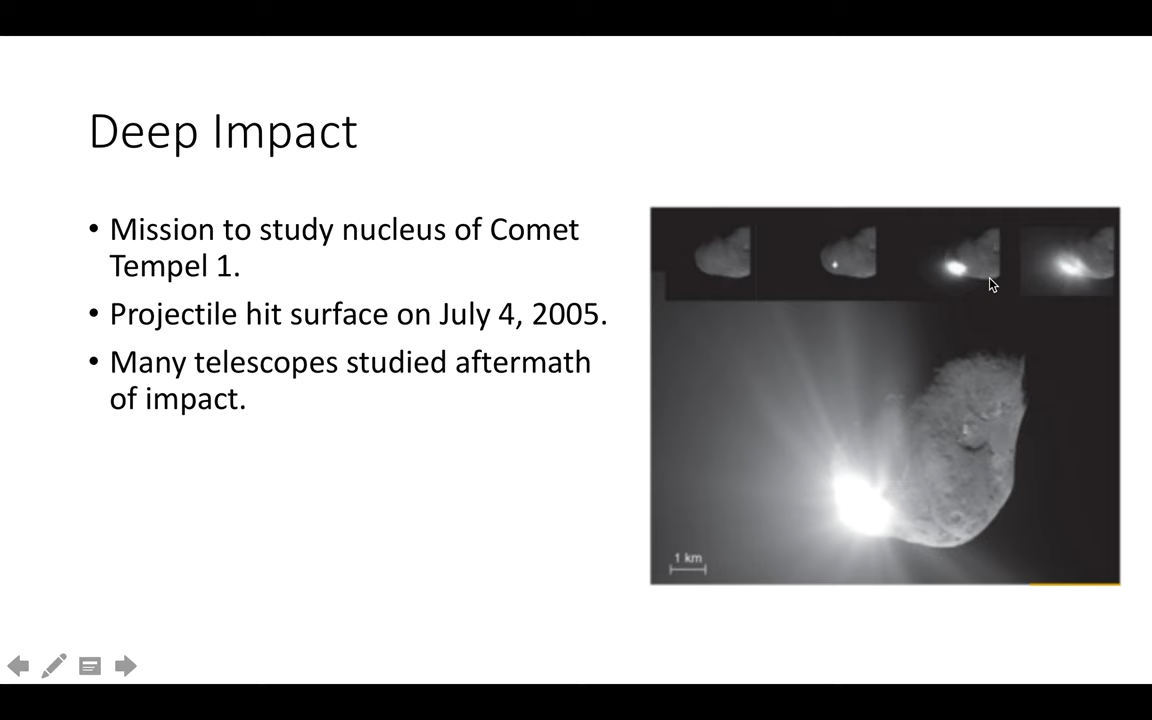 Deep Impact
• Mission to study nucleus of Comet
Tempel 1.
• Projectile hit surface on July 4, 2005.
• Many telescopes studied aftermath
of impact.
1 km